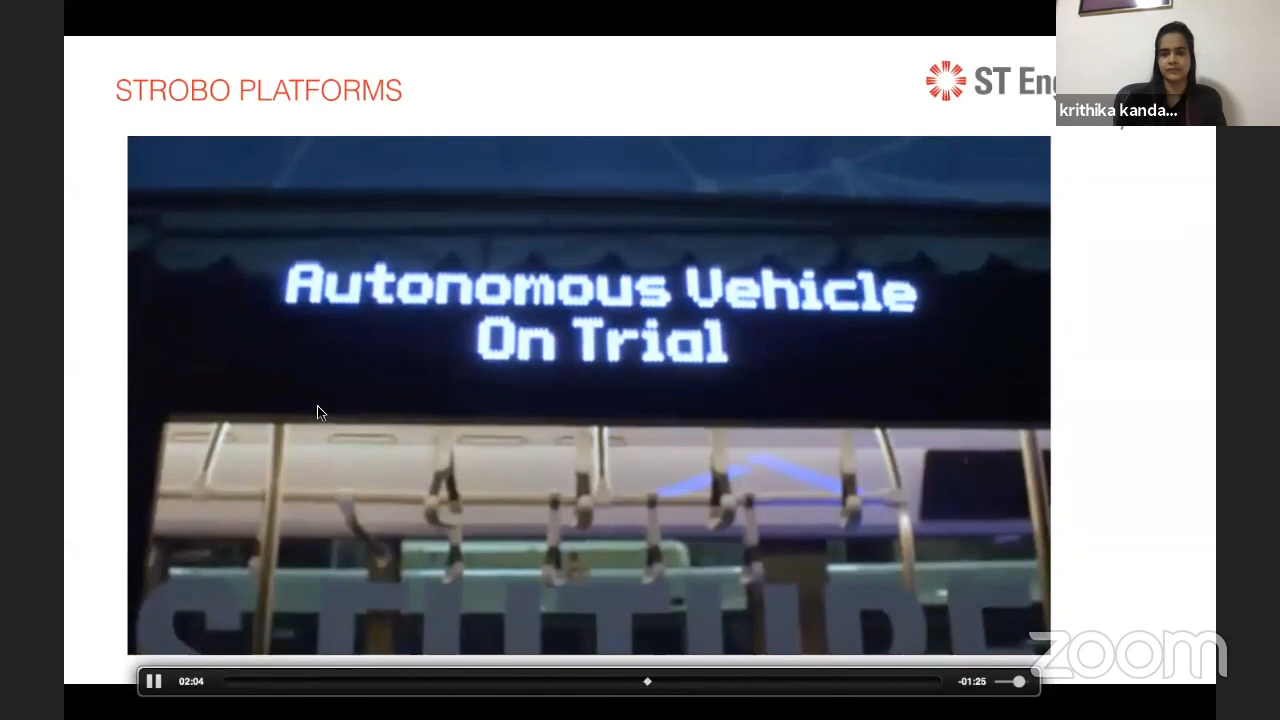 STROBO PLATFORMS
ST Eng
krithika kanda...
Autonomous Vehicle
On Trial
zoom
02:04
-01:25